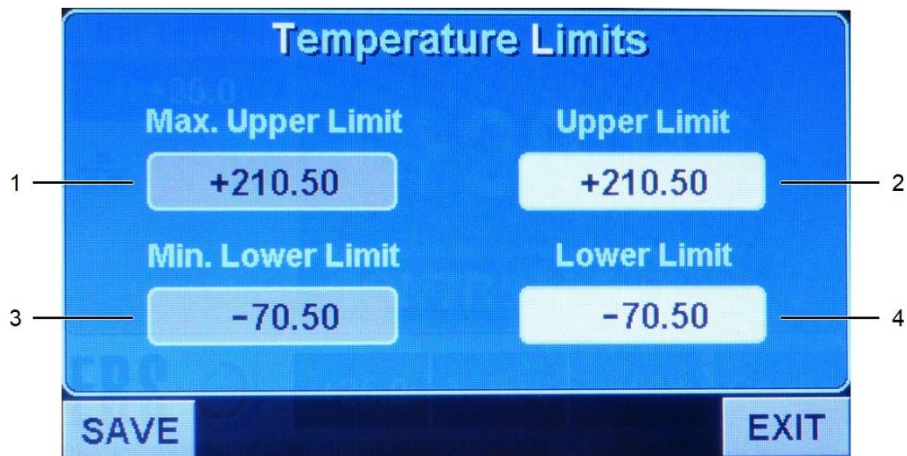 Temperature Limits
Max. Upper Limit Upper Limit
1 +210.50 +210.50 2
Min. Lower Limit Lower Limit
3 −70.50 −70.50 4
SAVE EXIT